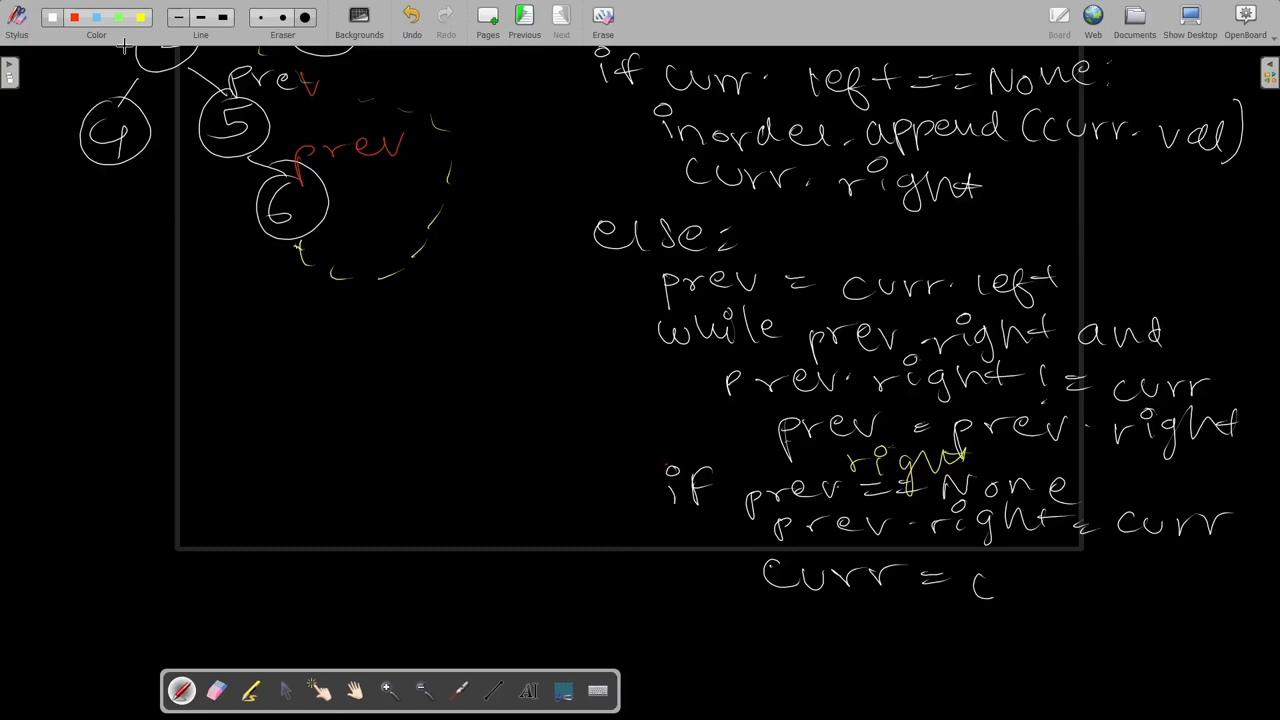 Stylus
Color
Line
Eraser
Backgrounds
Undo
Redo
Pages
Previous
Next
Erase
Board
Web
Documents
Show Desktop
OpenBoard
prev
4
5
prev
6
if curr. left == None:
inorder.append(curr. val)
curr. right
else:
prev = curr. left
while prev.right and
prev. right != curr
prev = prev. right
right
if prev == None
prev.right = curr
curr = c